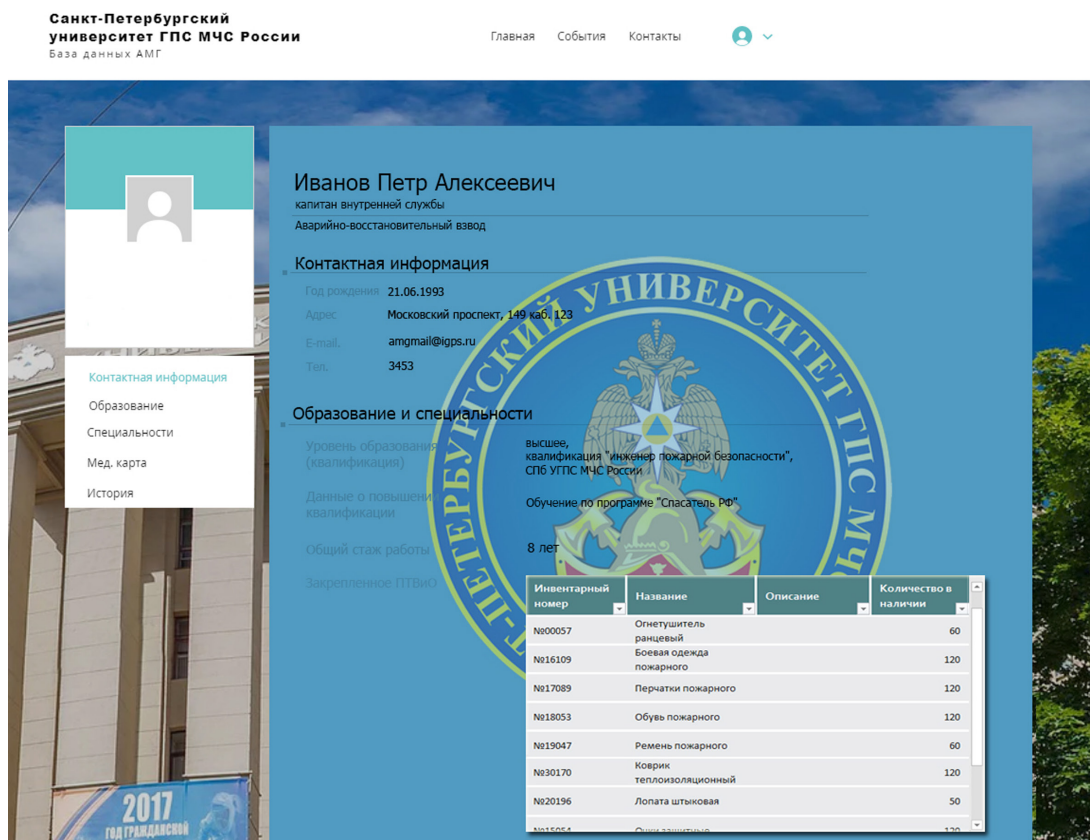 Санкт-Петербургский
университет ГПС МЧС России
База данных АМГ
Главная События Контакты
Иванов Петр Алексеевич
капитан внутренней службы
Аварийно-восстановительный взвод
Контактная информация
Год рождения 21.06.1993
Адрес Московский проспект, 149 каб. 123
E-mail. amgmail@igps.ru
Тел. 3453
Контактная информация
Образование
Специальности
Мед. карта
История
Образование и специальности
Уровень образования
(квалификация)
высшее,
квалификация "инженер пожарной безопасности",
СПб УГПС МЧС России
Данные о повышении
квалификации
Обучение по программе "Спасатель РФ"
Общий стаж работы 8 лет
Закрепленное ПТВиО
Инвентарный
номер
Название
Описание
Количество в
наличии
№00057 Огнетушитель
ранцевый 60
№16109 Боевая одежда
пожарного 120
№17089 Перчатки пожарного 120
№18053 Обувь пожарного 120
№19047 Ремень пожарного 60
№30170 Коврик
теплоизоляционный 120
№20196 Лопата штыковая 50
№15054 Очки защитные 120
УНИВЕРСИТЕТ ГПС МЧС
2017
ГОД ГРАЖДАНСКОЙ